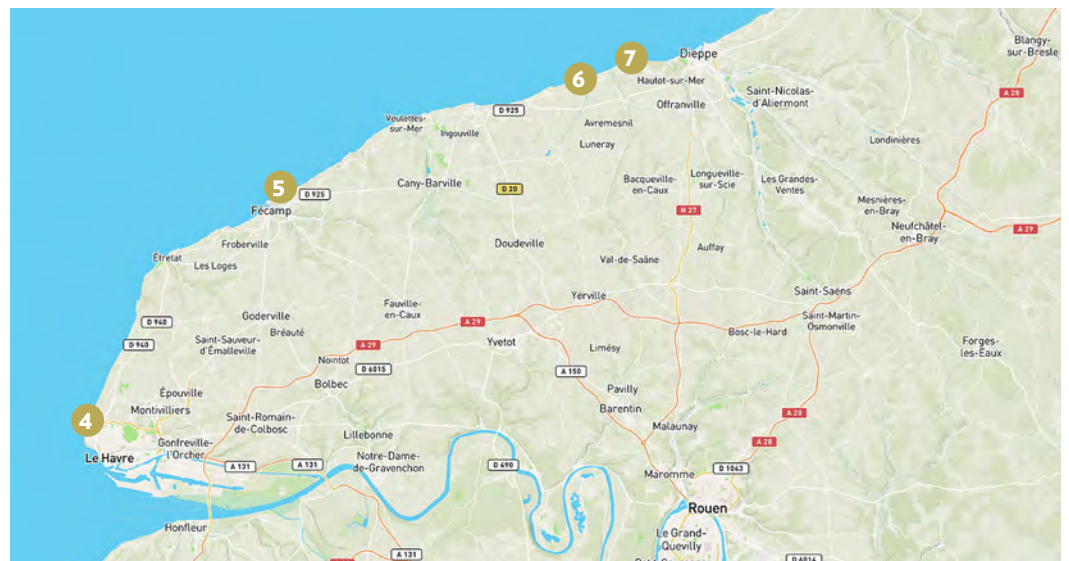 Blangy-
sur-Bresle
7
Dieppe
6
Hautot-sur-Mer
A 28
Saint-Nicolas-
d'Aliermont
Offranville
D 925
Veulettes-
sur-Mer
Ingouville
Avremesnil
Luneray
Londinières
5
D 925
Cany-Barville
D 20
Bacqueville-
en-Caux
Longueville-
sur-Scie
Les Grandes-
Ventes
Mesnières-
en-Bray
Fécamp
N 27
Neufchâtel-
en-Bray
A 29
Froberville
Étretat
Les Loges
Doudeville
Auffay
Val-de-Saâne
Yerville
Saint-Saëns
Fauville-
en-Caux
Goderville
D 940
A 29
Saint-Martin-
Osmonville
Bréauté
Bosc-le-Hard
D 940
Saint-Sauveur-
d'Émalleville
A 29
Yvetot
Limésy
Forges-
les-Eaux
Nointot
D 6015
A 150
Bolbec
Épouville
Pavilly
Montivilliers
Barentin
4
Saint-Romain-
de-Colbosc
A 28
Malaunay
Lillebonne
Gonfreville-
l'Orcher
A 28
Le Havre
Notre-Dame-
de-Gravenchon
A 131
A 131
D 490
Maromme
D 1043
Rouen
Honfleur
Le Grand-
Quevilly
A 131